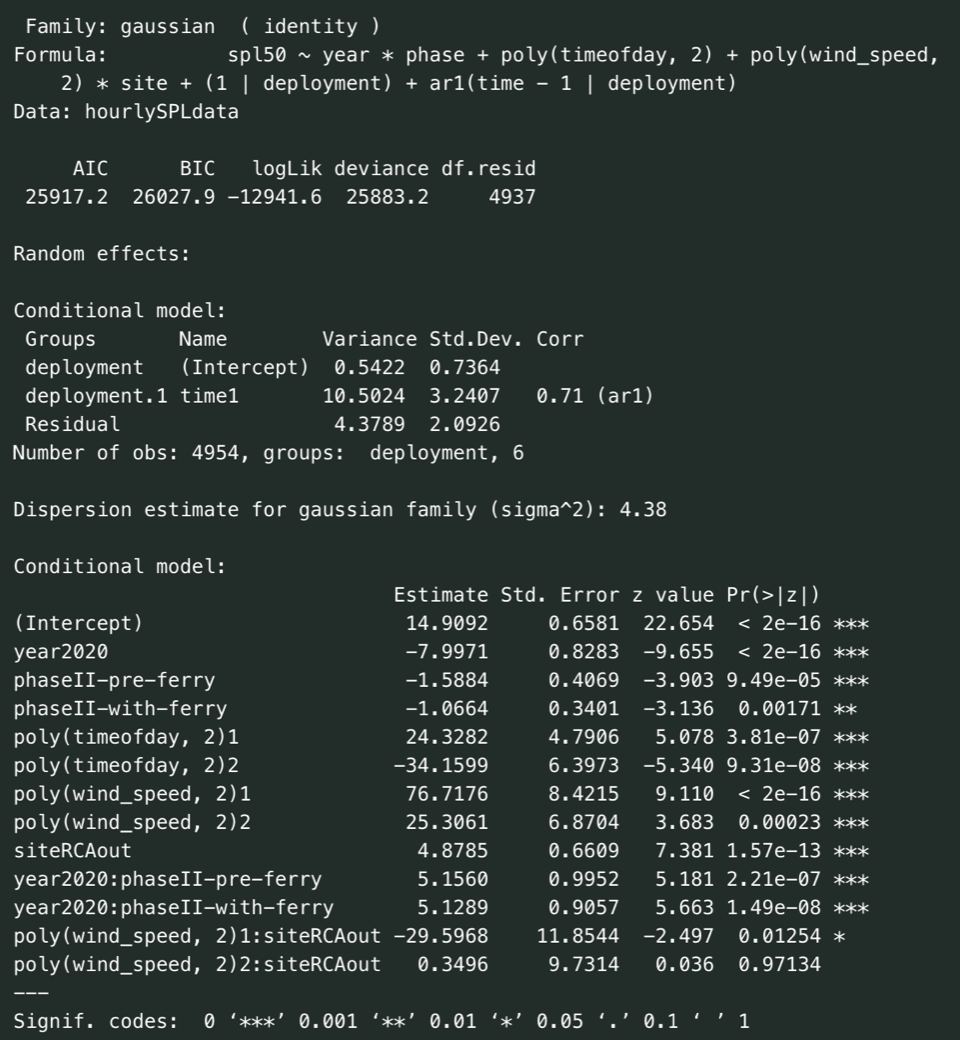 Family: gaussian  ( identity )
Formula:          spl50 ~ year * phase + poly(timeofday, 2) + poly(wind_speed,
    2) * site + (1 | deployment) + ar1(time − 1 | deployment)
Data: hourlySPLdata

     AIC      BIC   logLik deviance df.resid
 25917.2  26027.9 −12941.6  25883.2     4937

Random effects:

Conditional model:
 Groups       Name        Variance Std.Dev. Corr
 deployment   (Intercept)  0.5422  0.7364
 deployment.1 time1       10.5024  3.2407   0.71 (ar1)
 Residual                  4.3789  2.0926
Number of obs: 4954, groups:  deployment, 6

Dispersion estimate for gaussian family (sigma^2): 4.38

Conditional model:
                                Estimate Std. Error z value Pr(>|z|)
(Intercept)                      14.9092     0.6581  22.654  < 2e−16 ***
year2020                         −7.9971     0.8283  −9.655  < 2e−16 ***
phaseII−pre−ferry                −1.5884     0.4069  −3.903 9.49e−05 ***
phaseII−with−ferry               −1.0664     0.3401  −3.136  0.00171 **
poly(timeofday, 2)1              24.3282     4.7906   5.078 3.81e−07 ***
poly(timeofday, 2)2             −34.1599     6.3973  −5.340 9.31e−08 ***
poly(wind_speed, 2)1             76.7176     8.4215   9.110  < 2e−16 ***
poly(wind_speed, 2)2             25.3061     6.8704   3.683  0.00023 ***
siteRCAout                        4.8785     0.6609   7.381 1.57e−13 ***
year2020:phaseII−pre−ferry        5.1560     0.9952   5.181 2.21e−07 ***
year2020:phaseII−with−ferry       5.1289     0.9057   5.663 1.49e−08 ***
poly(wind_speed, 2)1:siteRCAout −29.5968    11.8544  −2.497  0.01254 *
poly(wind_speed, 2)2:siteRCAout   0.3496     9.7314   0.036  0.97134
−−−
Signif. codes:  0 ‘***’ 0.001 ‘**’ 0.01 ‘*’ 0.05 ‘.’ 0.1 ‘ ’ 1